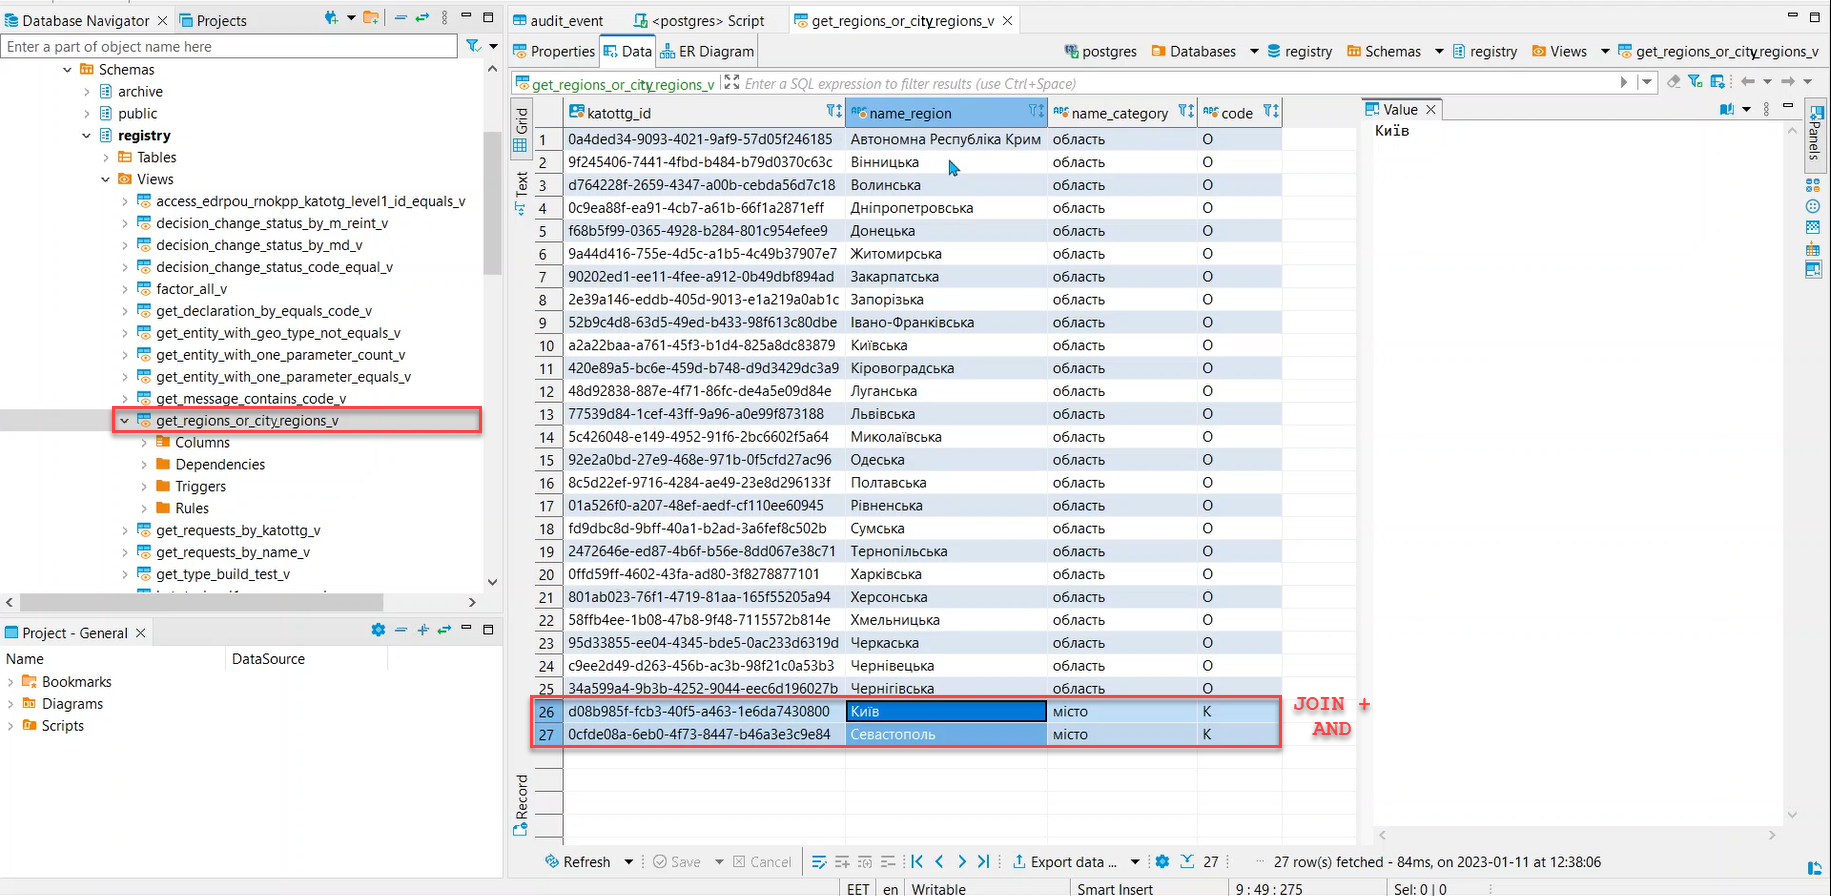 Database Navigator
Projects
audit_event
<postgres> Script
get_regions_or_city_regions_v
Enter a part of object name here
Properties
Data
ER Diagram
postgres
Databases
registry
Schemas
registry
Views
get_regions_or_city_regions_v
get_regions_or_city_regions_v
Enter a SQL expression to filter results (use Ctrl+Space)
Schemas
archive
public
registry
Tables
Views
access_edrpou_rnokpp_katotg_level1_id_equals_v
decision_change_status_by_m_reint_v
decision_change_status_by_md_v
decision_change_status_code_equal_v
factor_all_v
get_declaration_by_equals_code_v
get_entity_with_geo_type_not_equals_v
get_entity_with_one_parameter_count_v
get_entity_with_one_parameter_equals_v
get_message_contains_code_v
get_regions_or_city_regions_v
Columns
Dependencies
Triggers
Rules
get_requests_by_katottg_v
get_requests_by_name_v
get_type_build_test_v
Project - General
Name DataSource
Bookmarks
Diagrams
Scripts
Grid
Text
Record
katottg_id name_region name_category code
1 0a4ded34-9093-4021-9af9-57d05f246185 Автономна Республіка Крим область O
2 9f245406-7441-4fbd-b484-b79d0370c63c Вінницька область O
3 d764228f-2659-4347-a00b-cebda56d7c18 Волинська область O
4 0c9ea88f-ea91-4cb7-a61b-66f1a2871eff Дніпропетровська область O
5 f68b5f99-0365-4928-b284-801c954efee9 Донецька область O
6 9a44d416-755e-4d5c-a1b5-4c49b37907e7 Житомирська область O
7 90202ed1-ee11-4fee-a912-0b49dbf894ad Закарпатська область O
8 2e39a146-eddb-405d-9013-e1a219a0ab1c Запорізька область O
9 52b9c4d8-63d5-49ed-b433-98f613c80dbe Івано-Франківська область O
10 a2a22baa-a761-45f3-b1d4-825a8dc83879 Київська область O
11 420e89a5-bc6e-459d-b748-d9d3429dc3a9 Кіровоградська область O
12 48d92838-887e-4f71-86fc-de4a5e09d84e Луганська область O
13 77539d84-1cef-43ff-9a96-a0e99f873188 Львівська область O
14 5c426048-e149-4952-91f6-2bc6602f5a64 Миколаївська область O
15 92e2a0bd-27e9-468e-971b-0f5cfd27ac96 Одеська область O
16 8c5d22ef-9716-4284-ae49-23e8d296133f Полтавська область O
17 01a526f0-a207-48ef-aedf-cf110ee60945 Рівненська область O
18 fd9dbc8d-9bff-40a1-b2ad-3a6fef8c502b Сумська область O
19 2472646e-ed87-4b6f-b56e-8dd067e38c71 Тернопільська область O
20 0ffd59ff-4602-43fa-ad80-3f8278877101 Харківська область O
21 801ab023-76f1-4719-81aa-165f55205a94 Херсонська область O
22 58ffb4ee-1b08-47b8-9f48-7115572b814e Хмельницька область O
23 95d33855-ee04-4345-bde5-0ac233d6319d Черкаська область O
24 c9ee2d49-d263-456b-ac3b-98f21c0a53b3 Чернівецька область O
25 34a599a4-9b3b-4252-9044-eec6d196027b Чернігівська область O
26 d08b985f-fcb3-40f5-a463-1e6da7430800 Київ місто K
27 0cfde08a-6eb0-4f73-8447-b46a3e3c9e84 Севастополь місто K
JOIN +
AND
Value
Київ
Panels
Refresh
Save
Cancel
Export data ...
27
27 row(s) fetched - 84ms, on 2023-01-11 at 12:38:06
EET
en
Writable
Smart Insert
9 : 49 : 275
Sel: 0 | 0